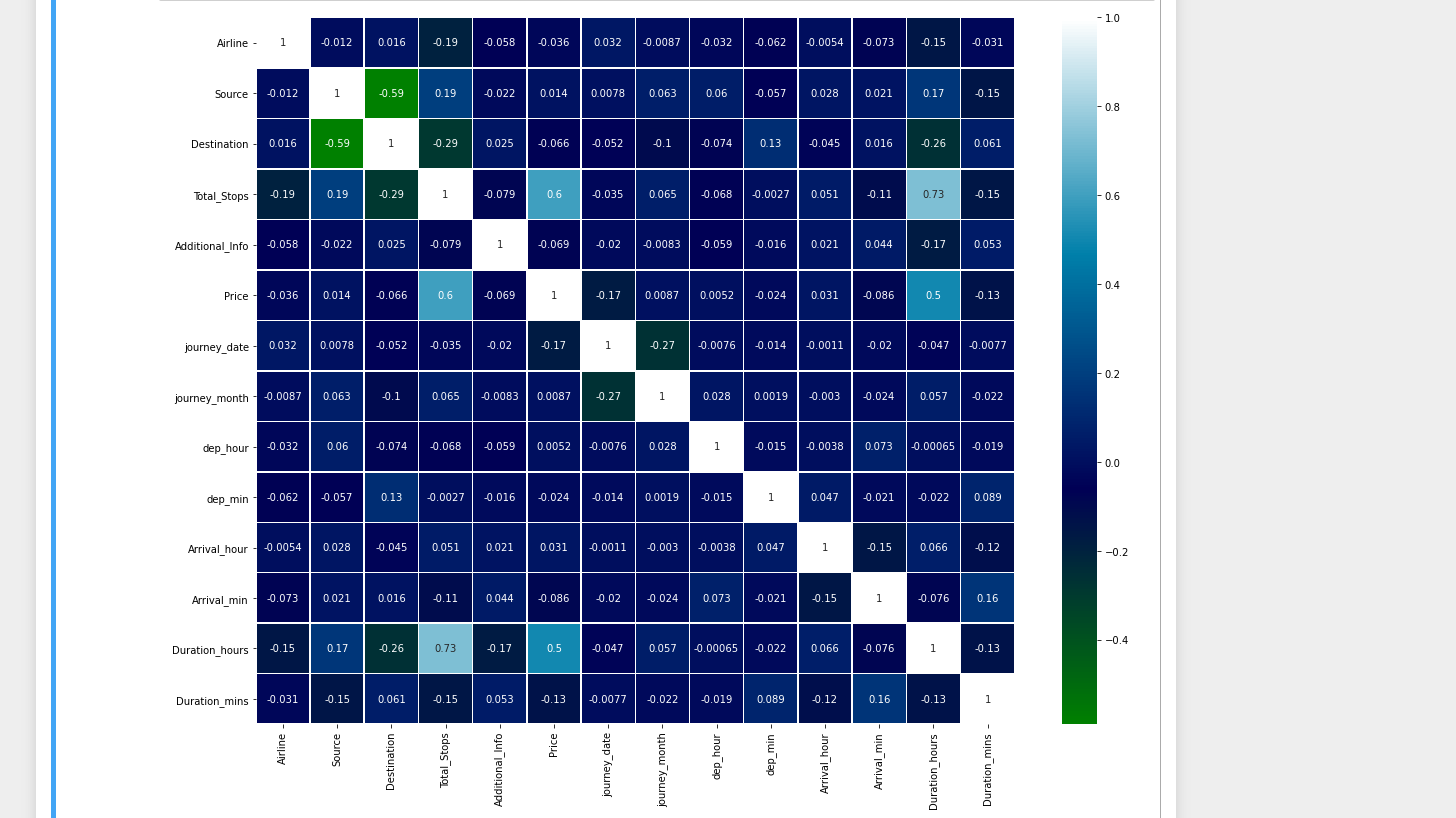 1.0
Airline 1 -0.012 0.016 -0.19 -0.058 -0.036 0.032 -0.0087 -0.032 -0.062 -0.0054 -0.073 -0.15 -0.031
Source -0.012 1 -0.59 0.19 -0.022 0.014 0.0078 0.063 0.06 -0.057 0.028 0.021 0.17 -0.15
0.8
Destination 0.016 -0.59 1 -0.29 0.025 -0.066 -0.052 -0.1 -0.074 0.13 -0.045 0.016 -0.26 0.061
Total_Stops -0.19 0.19 -0.29 1 -0.079 0.6 -0.035 0.065 -0.068 -0.0027 0.051 -0.11 0.73 -0.15
0.6
Additional_Info -0.058 -0.022 0.025 -0.079 1 -0.069 -0.02 -0.0083 -0.059 -0.016 0.021 0.044 -0.17 0.053
0.4
Price -0.036 0.014 -0.066 0.6 -0.069 1 -0.17 0.0087 0.0052 -0.024 0.031 -0.086 0.5 -0.13
journey_date 0.032 0.0078 -0.052 -0.035 -0.02 -0.17 1 -0.27 -0.0076 -0.014 -0.0011 -0.02 -0.047 -0.0077
0.2
journey_month -0.0087 0.063 -0.1 0.065 -0.0083 0.0087 -0.27 1 0.028 0.0019 -0.003 -0.024 0.057 -0.022
dep_hour -0.032 0.06 -0.074 -0.068 -0.059 0.0052 -0.0076 0.028 1 -0.015 -0.0038 0.073 -0.00065 -0.019
0.0
dep_min -0.062 -0.057 0.13 -0.0027 -0.016 -0.024 -0.014 0.0019 -0.015 1 0.047 -0.021 -0.022 0.089
Arrival_hour -0.0054 0.028 -0.045 0.051 0.021 0.031 -0.0011 -0.003 -0.0038 0.047 1 -0.15 0.066 -0.12
−0.2
Arrival_min -0.073 0.021 0.016 -0.11 0.044 -0.086 -0.02 -0.024 0.073 -0.021 -0.15 1 -0.076 0.16
−0.4
Duration_hours -0.15 0.17 -0.26 0.73 -0.17 0.5 -0.047 0.057 -0.00065 -0.022 0.066 -0.076 1 -0.13
Duration_mins -0.031 -0.15 0.061 -0.15 0.053 -0.13 -0.0077 -0.022 -0.019 0.089 -0.12 0.16 -0.13 1
Airline
Source
Destination
Total_Stops
Additional_Info
Price
journey_date
journey_month
dep_hour
dep_min
Arrival_hour
Arrival_min
Duration_hours
Duration_mins